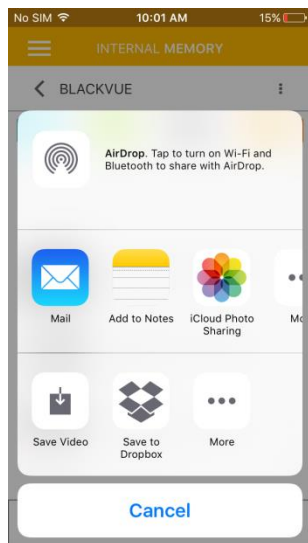 No SIM 10:01 AM 15%
INTERNAL MEMORY
BLACKVUE
AirDrop. Tap to turn on Wi-Fi and
Bluetooth to share with AirDrop.
Mail Add to Notes iCloud Photo Mo
Sharing
Save Video Save to More
Dropbox
Cancel